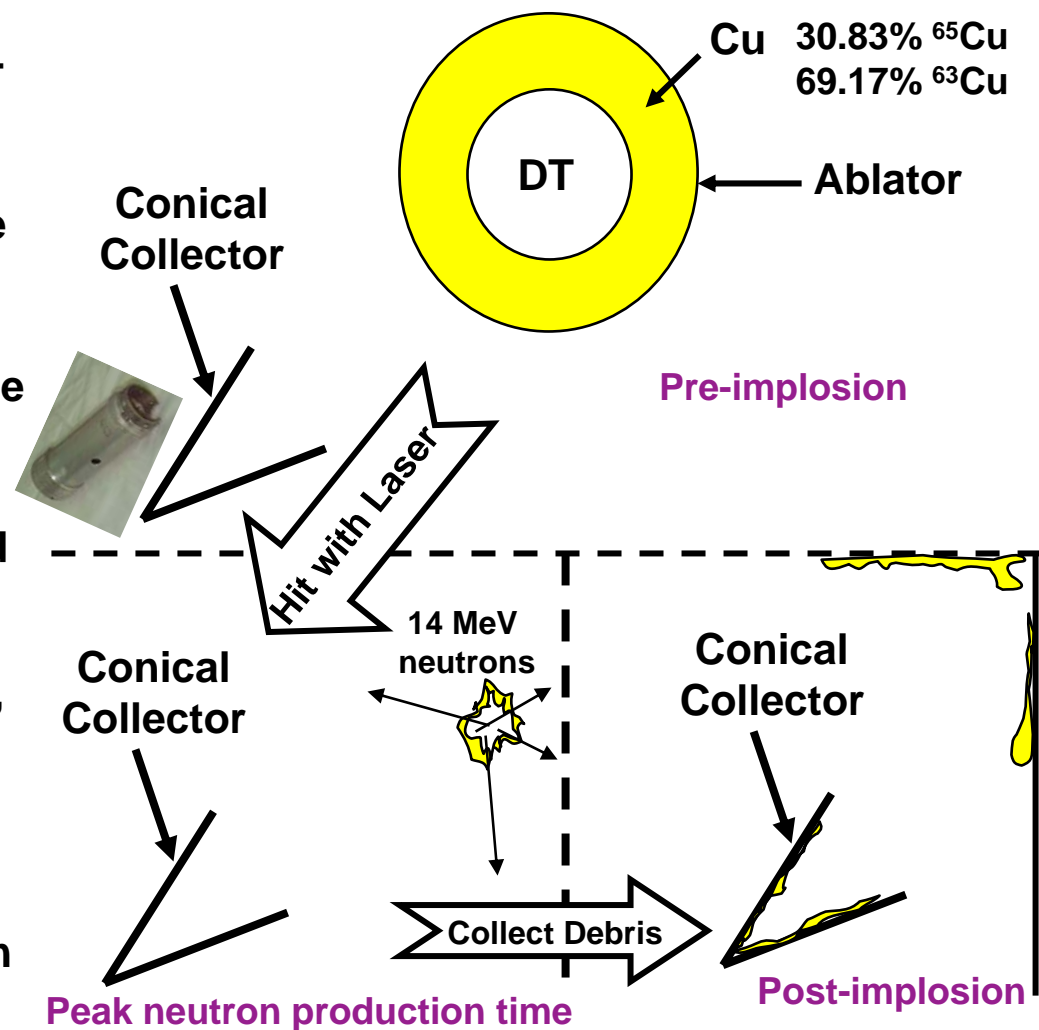 Cu 30.83% ⁶⁵Cu
69.17% ⁶³Cu
DT
Ablator
Conical
Collector
e
e
Pre-implosion
Hit with Laser
14 MeV
neutrons
Conical
Collector
,
Conical
Collector
Collect Debris
n
Peak neutron production time
Post-implosion